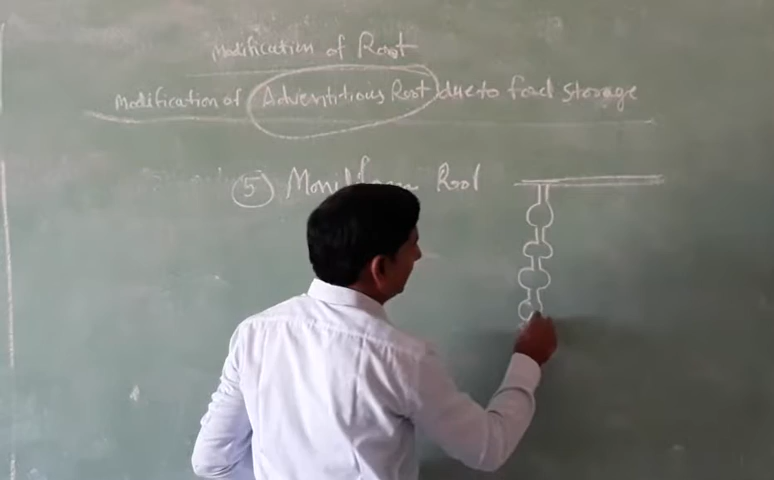 Modification of Root
Modification of Adventitious Root due to food Storage
5 Root